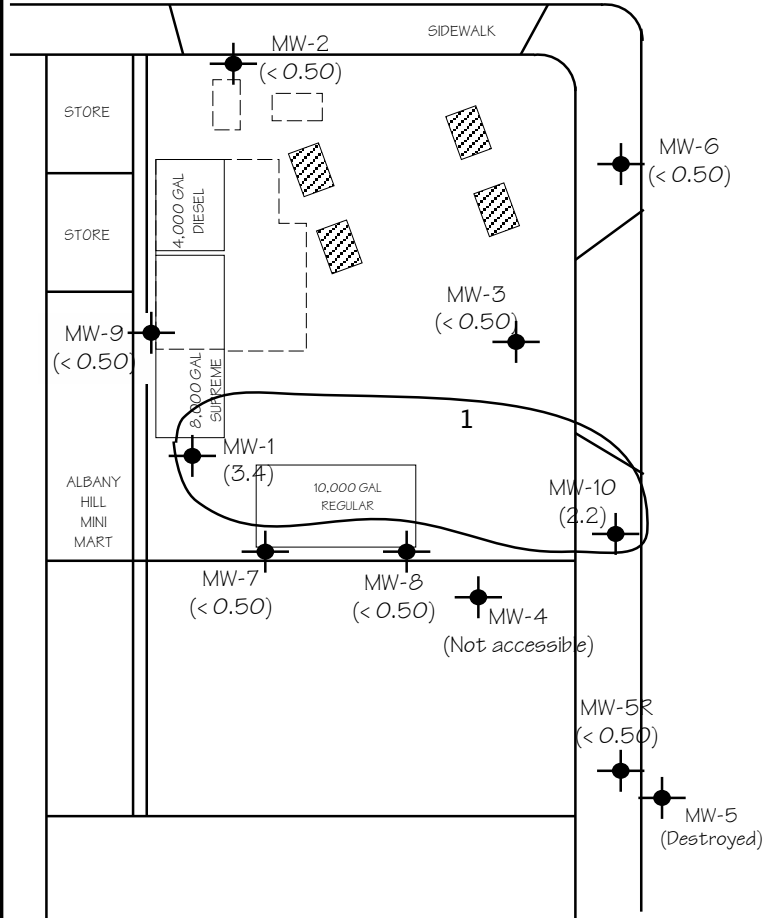 SIDEWALK
MW-2
(< 0.50)
STORE
MW-6
(< 0.50)
4,000 GAL
DIESEL
STORE
MW-3
(< 0.50)
MW-9
(< 0.50)
8,000 GAL
SUPREME
1
MW-1
(3.4)
ALBANY
HILL
MINI
MART
10,000 GAL
REGULAR
MW-10
(2.2)
MW-7
(< 0.50)
MW-8
(< 0.50)
MW-4
(Not accessible)
MW-5R
(< 0.50)
MW-5
(Destroyed)